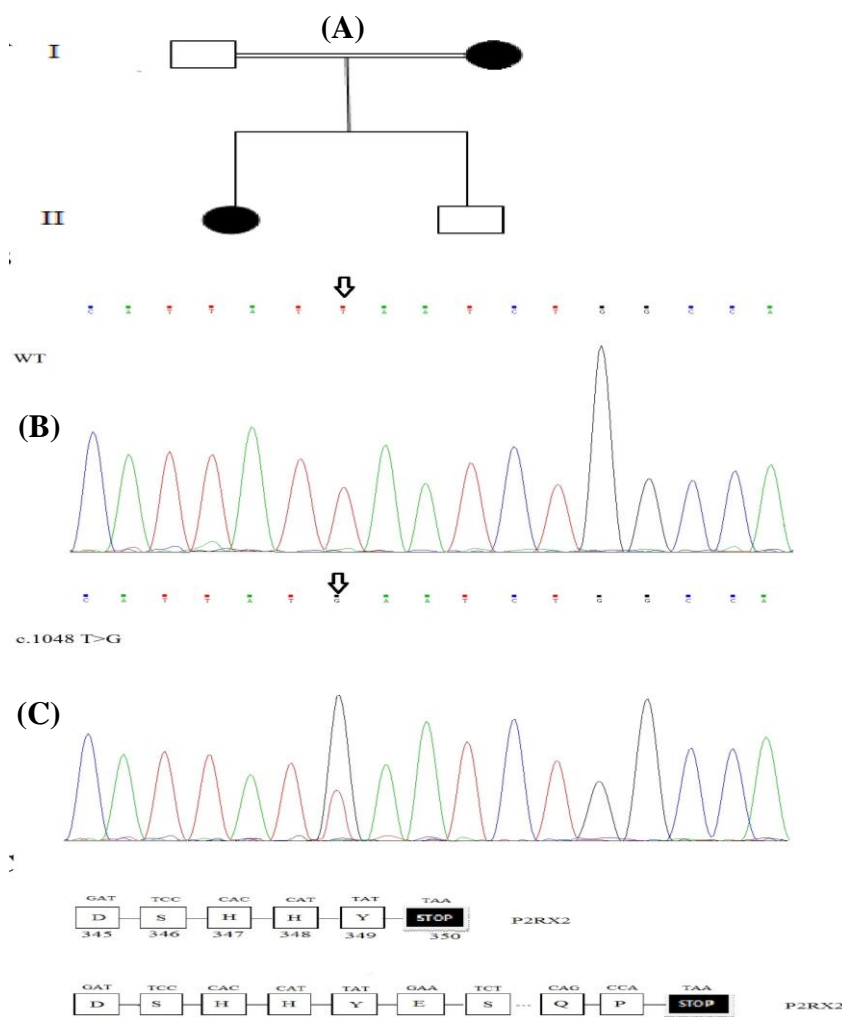 (A)
I
II
C A T T A T T A A T C T G G C C A
WT
(B)
C A T T A T G A A T C T G G C C A
c.1048 T>G
(C)
GAT TCC CAC CAT TAT TAA
D S H H Y STOP P2RX2
345 346 347 348 349 350
GAT TCC CAC CAT TAT GAA TCT CAG CCA TAA
D S H H Y E S ... Q P STOP P2RX2